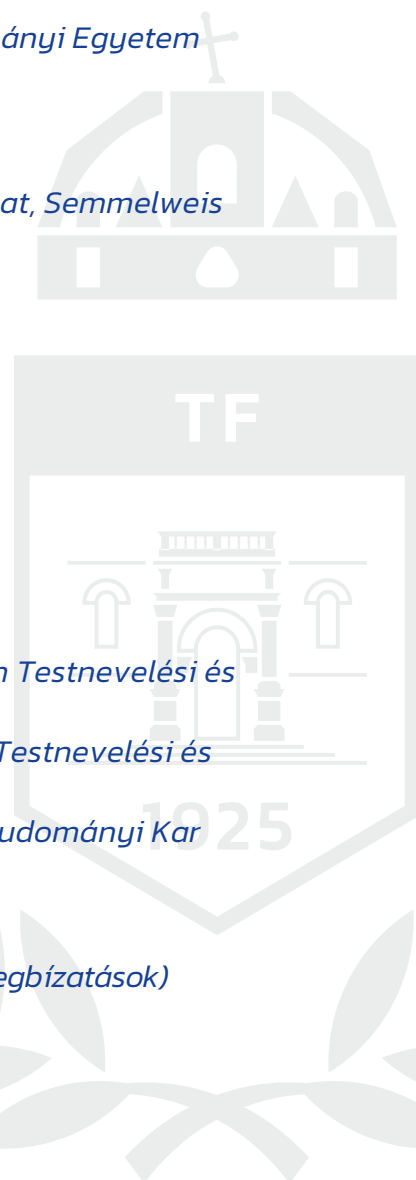 ányi Egyetem
at, Semmelweis
TF
n Testnevelési és
Testnevelési és
udományi Kar
1925
egbízatások)